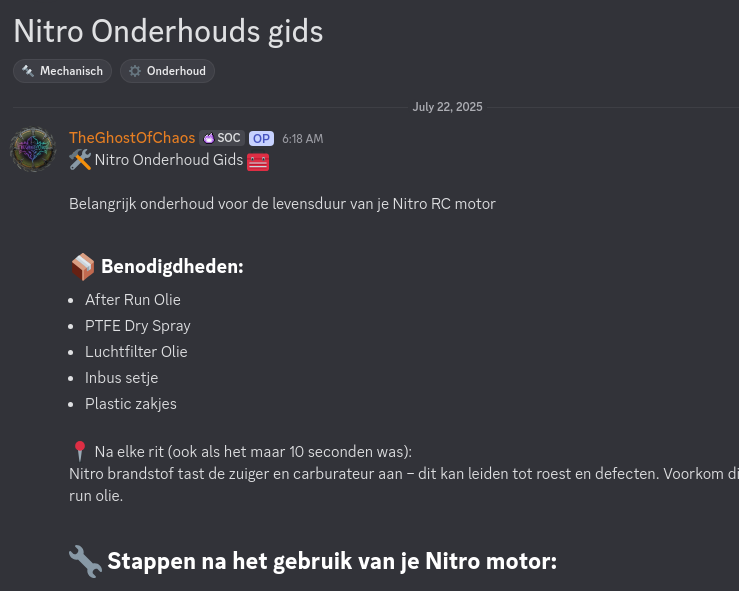 Nitro Onderhouds gids
Mechanisch Onderhoud
July 22, 2025
TheGhostOfChaos SOC OP 6:18 AM
Nitro Onderhoud Gids
Belangrijk onderhoud voor de levensduur van je Nitro RC motor
Benodigdheden:
After Run Olie
PTFE Dry Spray
Luchtfilter Olie
Inbus setje
Plastic zakjes
Na elke rit (ook als het maar 10 seconden was):
Nitro brandstof tast de zuiger en carburateur aan – dit kan leiden tot roest en defecten. Voorkom
run olie.
Stappen na het gebruik van je Nitro motor: